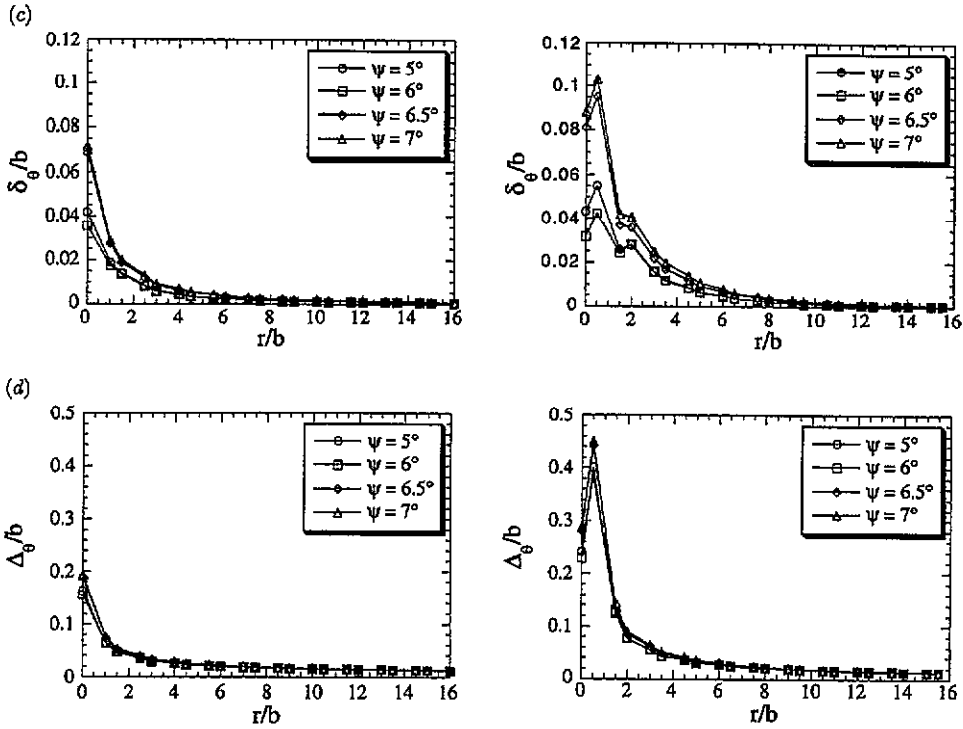 (c)
0.12
0.1
0.08
0.06
0.04
0.02
0
δθ/b
ψ = 5°
ψ = 6°
ψ = 6.5°
ψ = 7°
0 2 4 6 8 10 12 14 16
r/b
0.12
0.1
0.08
0.06
0.04
0.02
0
δθ/b
ψ = 5°
ψ = 6°
ψ = 6.5°
ψ = 7°
0 2 4 6 8 10 12 14 16
r/b
(d)
0.5
0.4
0.3
0.2
0.1
0
Δθ/b
ψ = 5°
ψ = 6°
ψ = 6.5°
ψ = 7°
0 2 4 6 8 10 12 14 16
r/b
0.5
0.4
0.3
0.2
0.1
0
Δθ/b
ψ = 5°
ψ = 6°
ψ = 6.5°
ψ = 7°
0 2 4 6 8 10 12 14 16
r/b